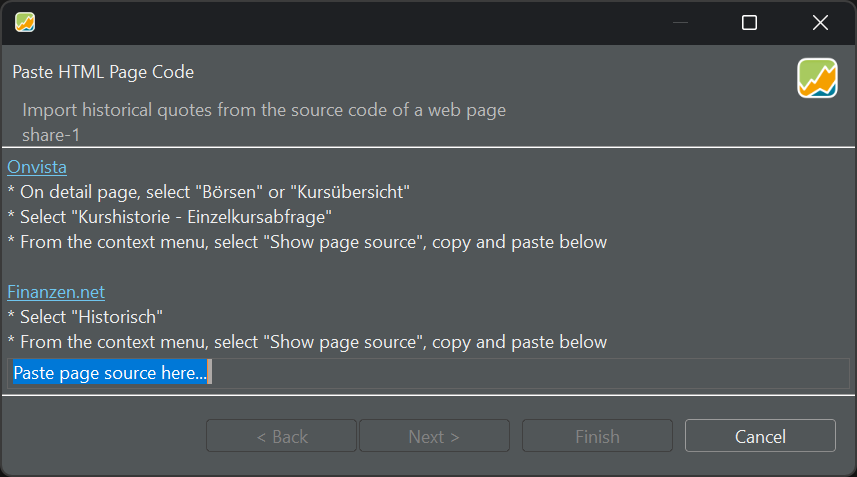 Paste HTML Page Code
Import historical quotes from the source code of a web page
share-1
Onvista
* On detail page, select "Börsen" or "Kursübersicht"
* Select "Kurshistorie - Einzelkursabfrage"
* From the context menu, select "Show page source", copy and paste below
Finanzen.net
* Select "Historisch"
* From the context menu, select "Show page source", copy and paste below
Paste page source here...
< Back
Next >
Finish
Cancel